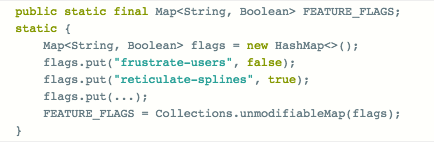 public static final Map<String, Boolean> FEATURE_FLAGS;
static {
    Map<String, Boolean> flags = new HashMap<>();
    flags.put("frustrate-users", false);
    flags.put("reticulate-splines", true);
    flags.put(...);
    FEATURE_FLAGS = Collections.unmodifiableMap(flags);
}